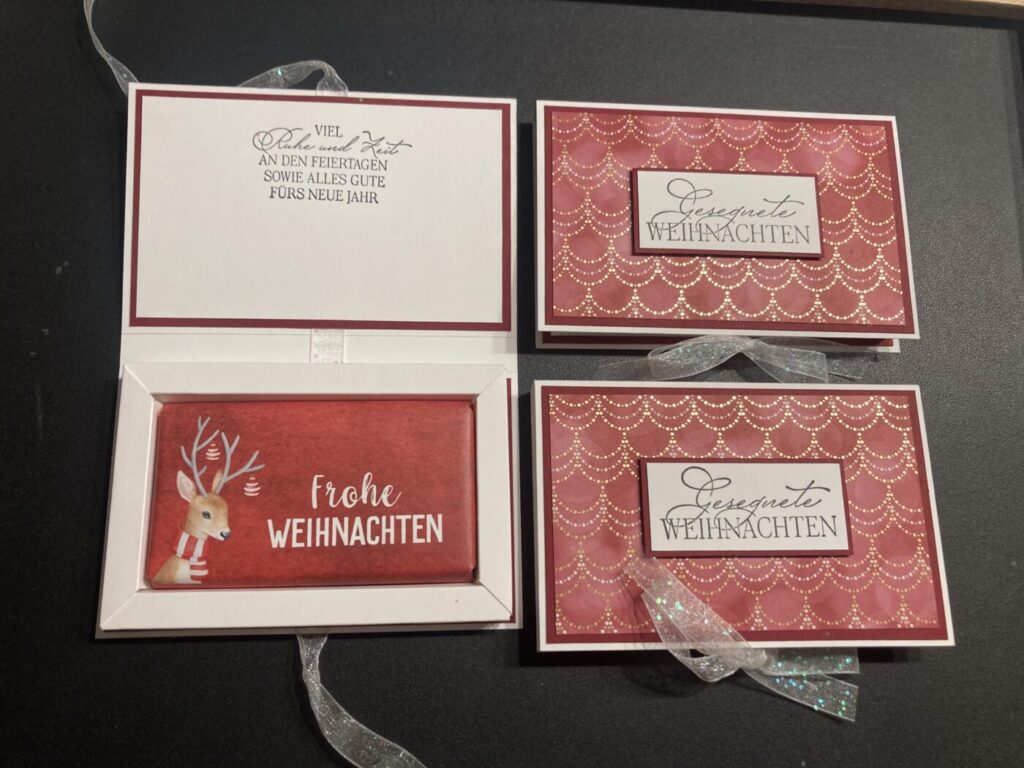 VIEL
Ruhe und Zeit
AN DEN FEIERTAGEN
SOWIE ALLES GUTE
FÜRS NEUE JAHR
Frohe
WEIHNACHTEN
Gesegnete
WEIHNACHTEN
Gesegnete
WEIHNACHTEN